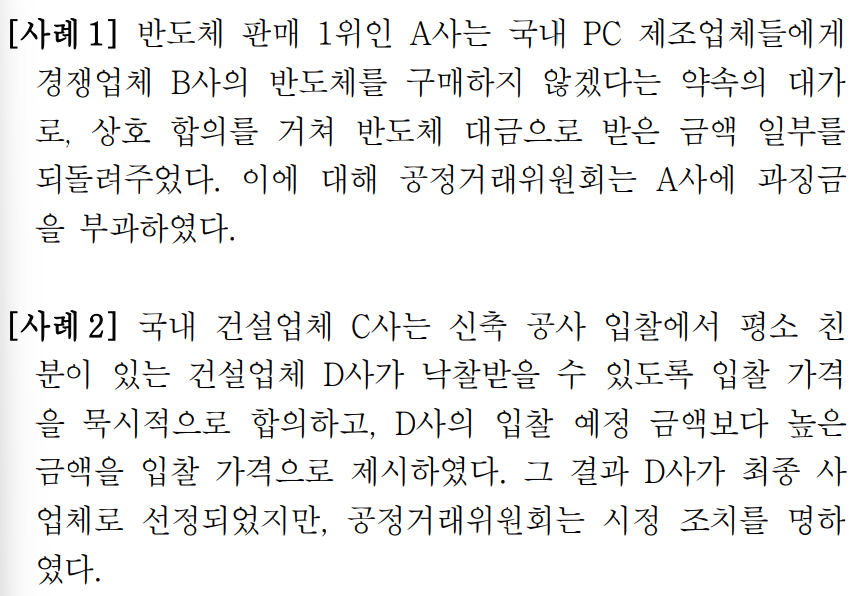 [사례 1] 반도체 판매 1위인 A사는 국내 PC 제조업체들에게
경쟁업체 B사의 반도체를 구매하지 않겠다는 약속의 대가
로, 상호 합의를 거쳐 반도체 대금으로 받은 금액 일부를
되돌려주었다. 이에 대해 공정거래위원회는 A사에 과징금
을 부과하였다.
[사례 2] 국내 건설업체 C사는 신축 공사 입찰에서 평소 친
분이 있는 건설업체 D사가 낙찰받을 수 있도록 입찰 가격
을 묵시적으로 합의하고, D사의 입찰 예정 금액보다 높은
금액을 입찰 가격으로 제시하였다. 그 결과 D사가 최종 사
업체로 선정되었지만, 공정거래위원회는 시정 조치를 명하
였다.